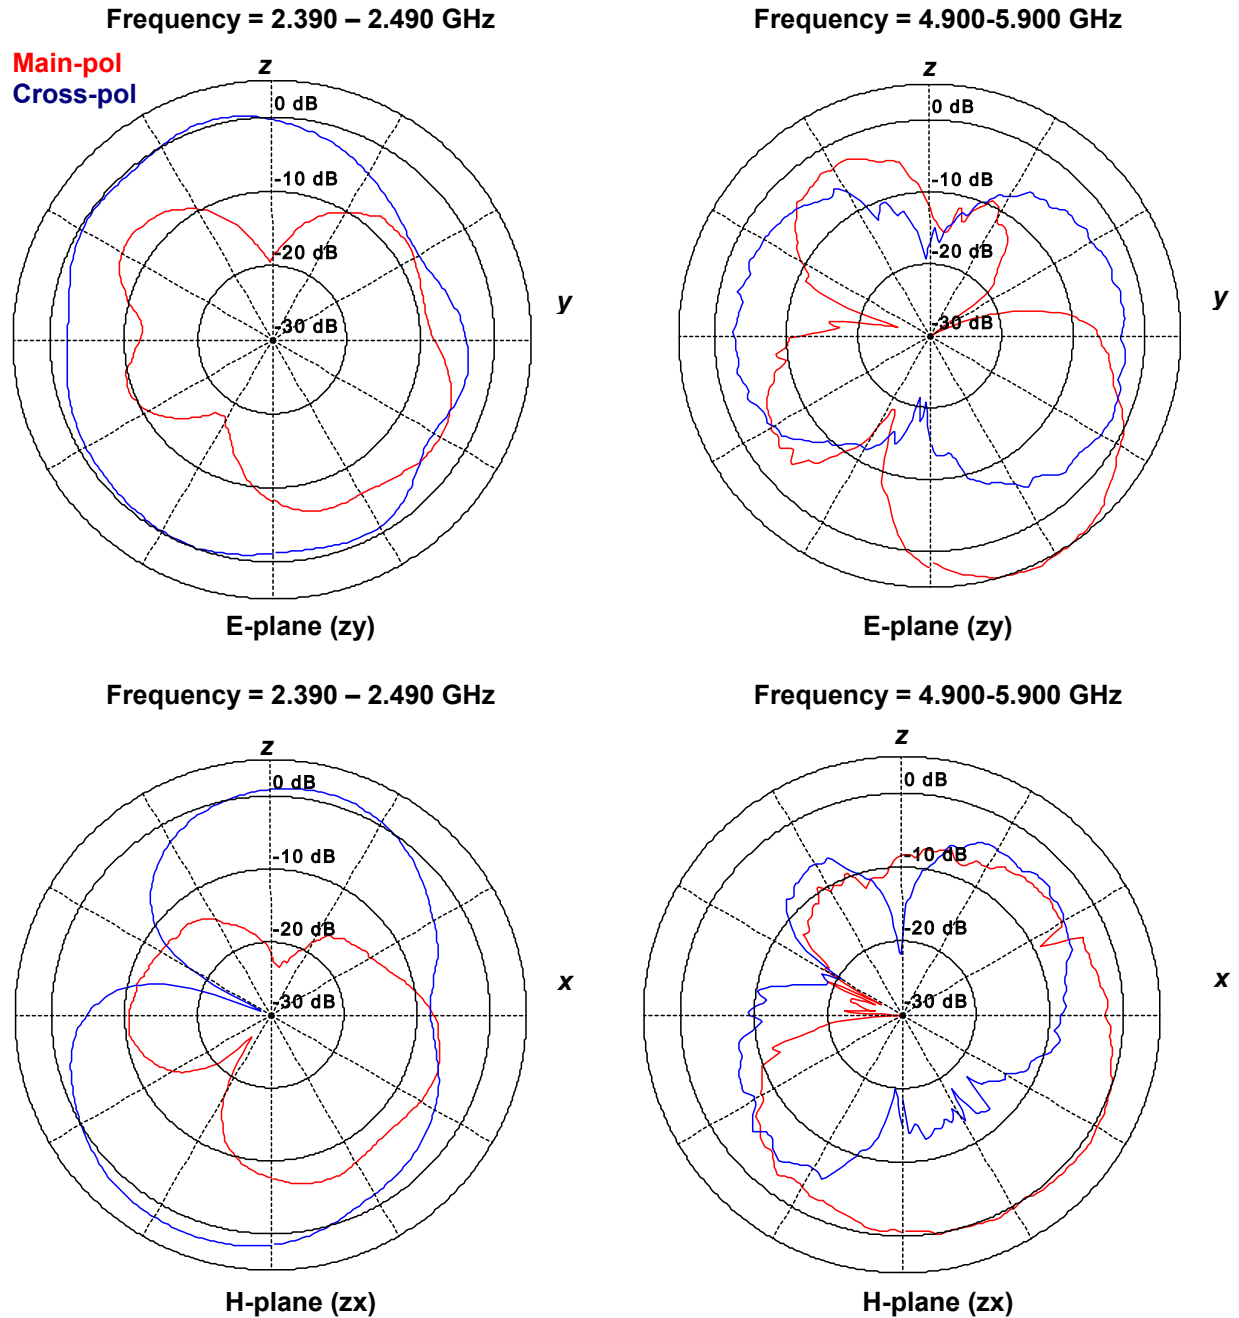 Frequency = 2.390 – 2.490 GHz
Main-pol
Cross-pol
z
0 dB
-10 dB
-20 dB
-30 dB
y
E-plane (zy)
Frequency = 4.900-5.900 GHz
z
0 dB
-10 dB
-20 dB
-30 dB
y
E-plane (zy)
Frequency = 2.390 – 2.490 GHz
z
0 dB
-10 dB
-20 dB
-30 dB
x
H-plane (zx)
Frequency = 4.900-5.900 GHz
z
0 dB
-10 dB
-20 dB
-30 dB
x
H-plane (zx)